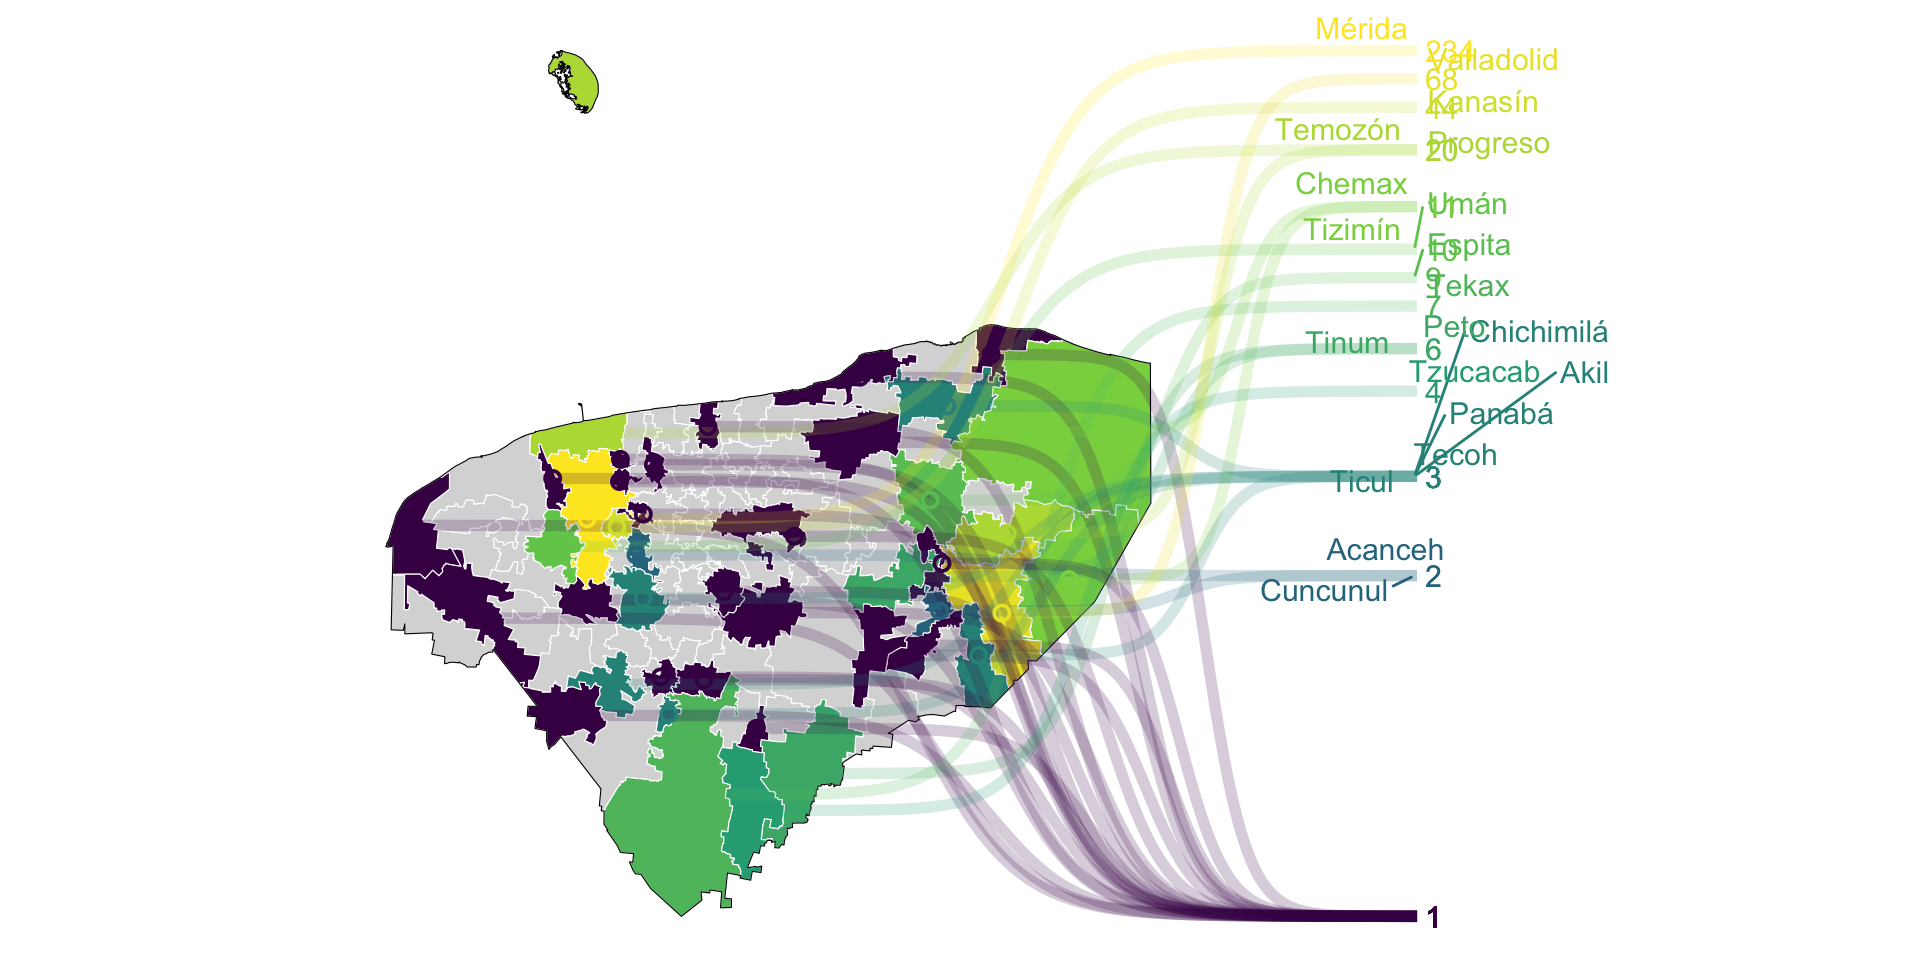 Mérida
234
Valladolid
68
Kanasín
44
Temozón
Progreso
20
Chemax
Umán
11
Tizimín
Espita
10
9
Tekax
7
Peto
Chichimilá
Tinum
6
Tzucacab
Akil
4
Panabá
Tecoh
Ticul
3
Acanceh
2
Cuncunul
1